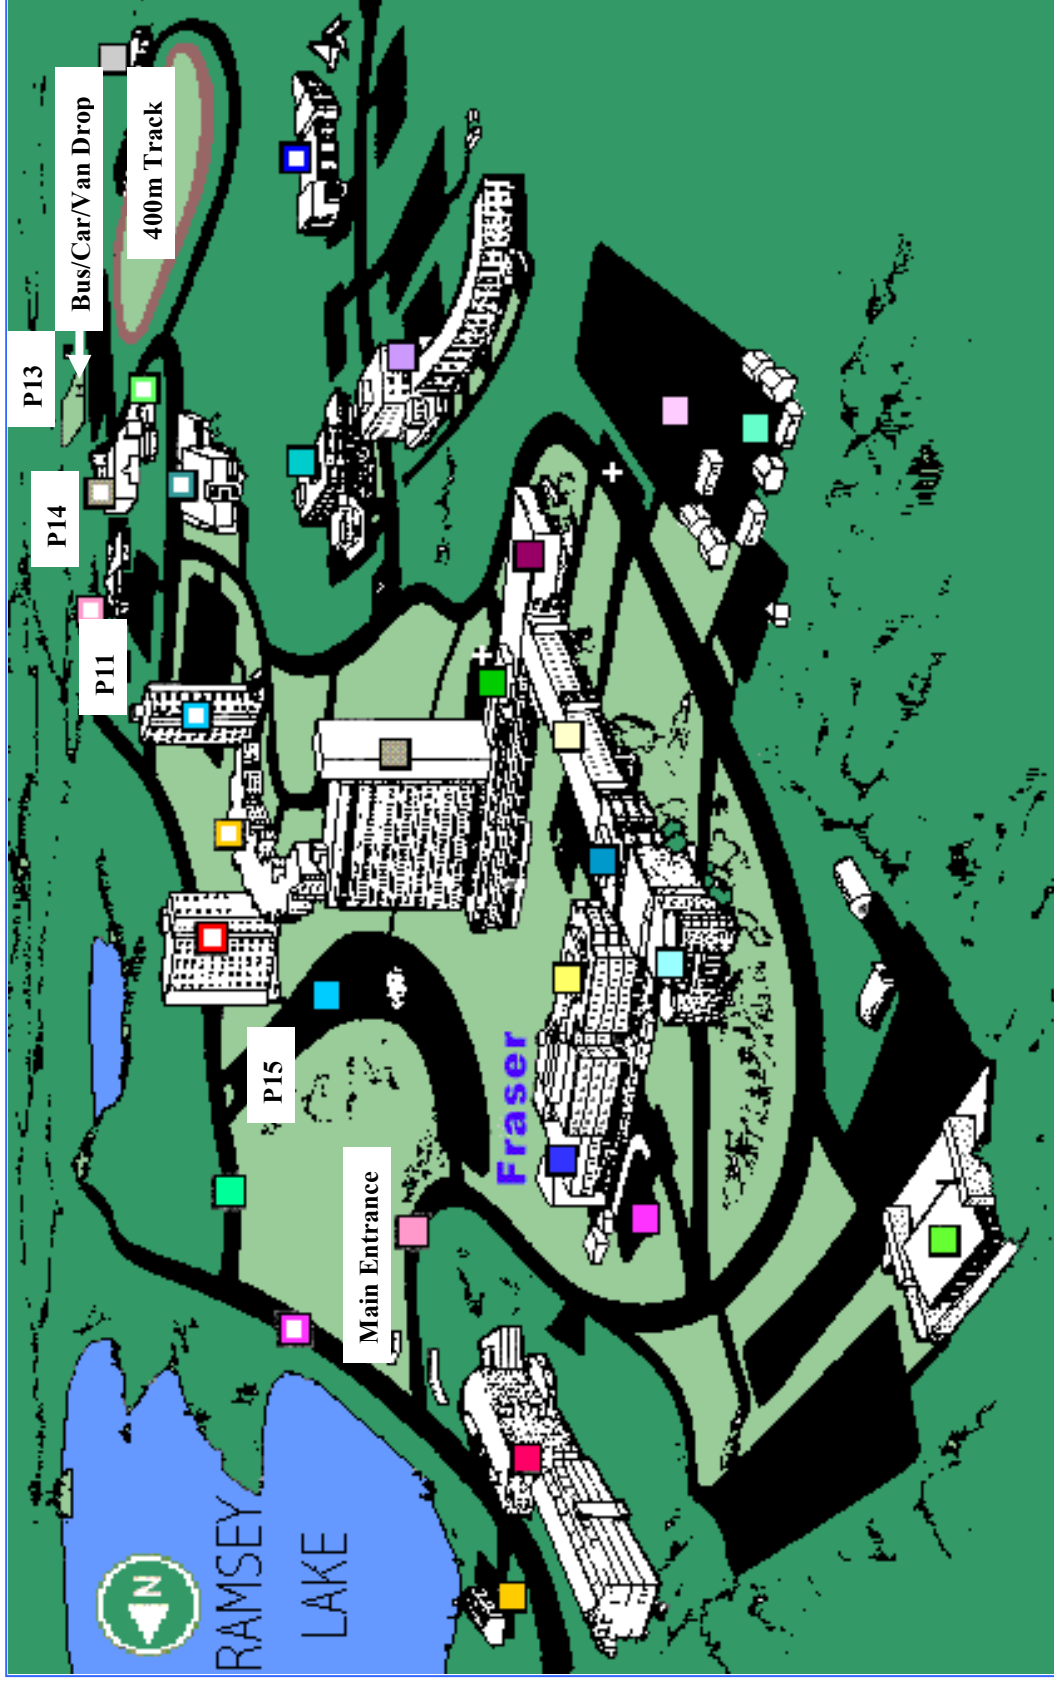 P13
Bus/Car/Van Drop
400m Track
P14
P11
P15
Fraser
Main Entrance
RAMSEY
LAKE
N